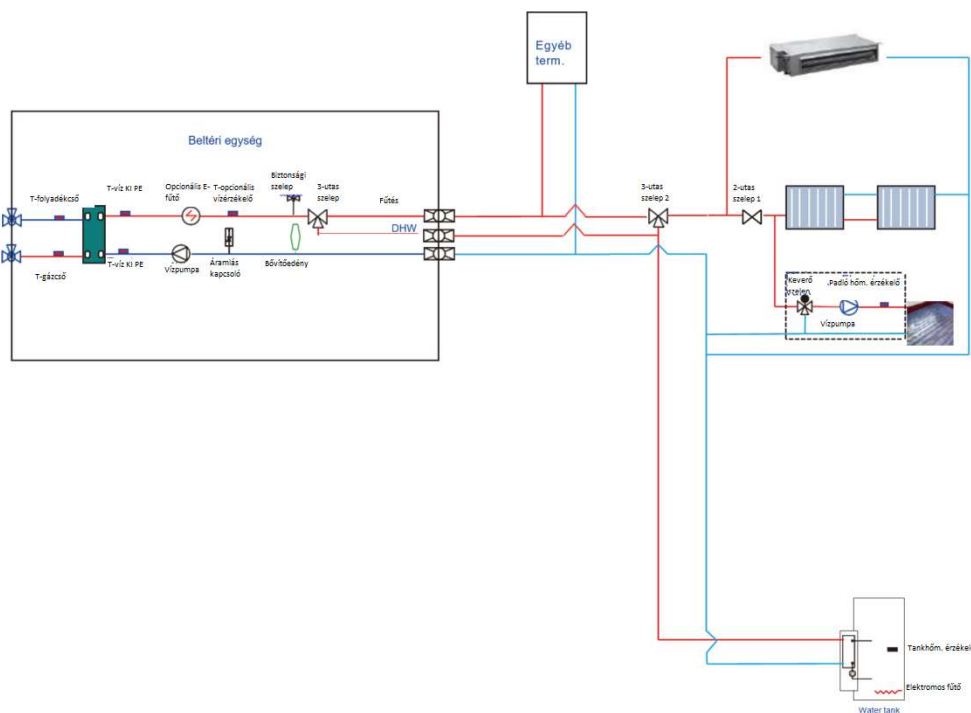 Egyéb
term.
Beltéri egység
T-folyadékcső
T-víz KI PE
Opcionális E-
fűtő
T-opcionális
vízérzékelő
Biztonsági
szelep
3-utas
szelep
Fűtés
3-utas
szelep 2
2-utas
szelep 1
DHW
T-gázcső
T-víz KI PE
Vízpumpa
Áramlás
kapcsoló
Bővítőedény
Keverő
szelep
Padló hőm. érzékelő
Vízpumpa
Tankhőm. érzékel
Elektromos fűtő
Water tank